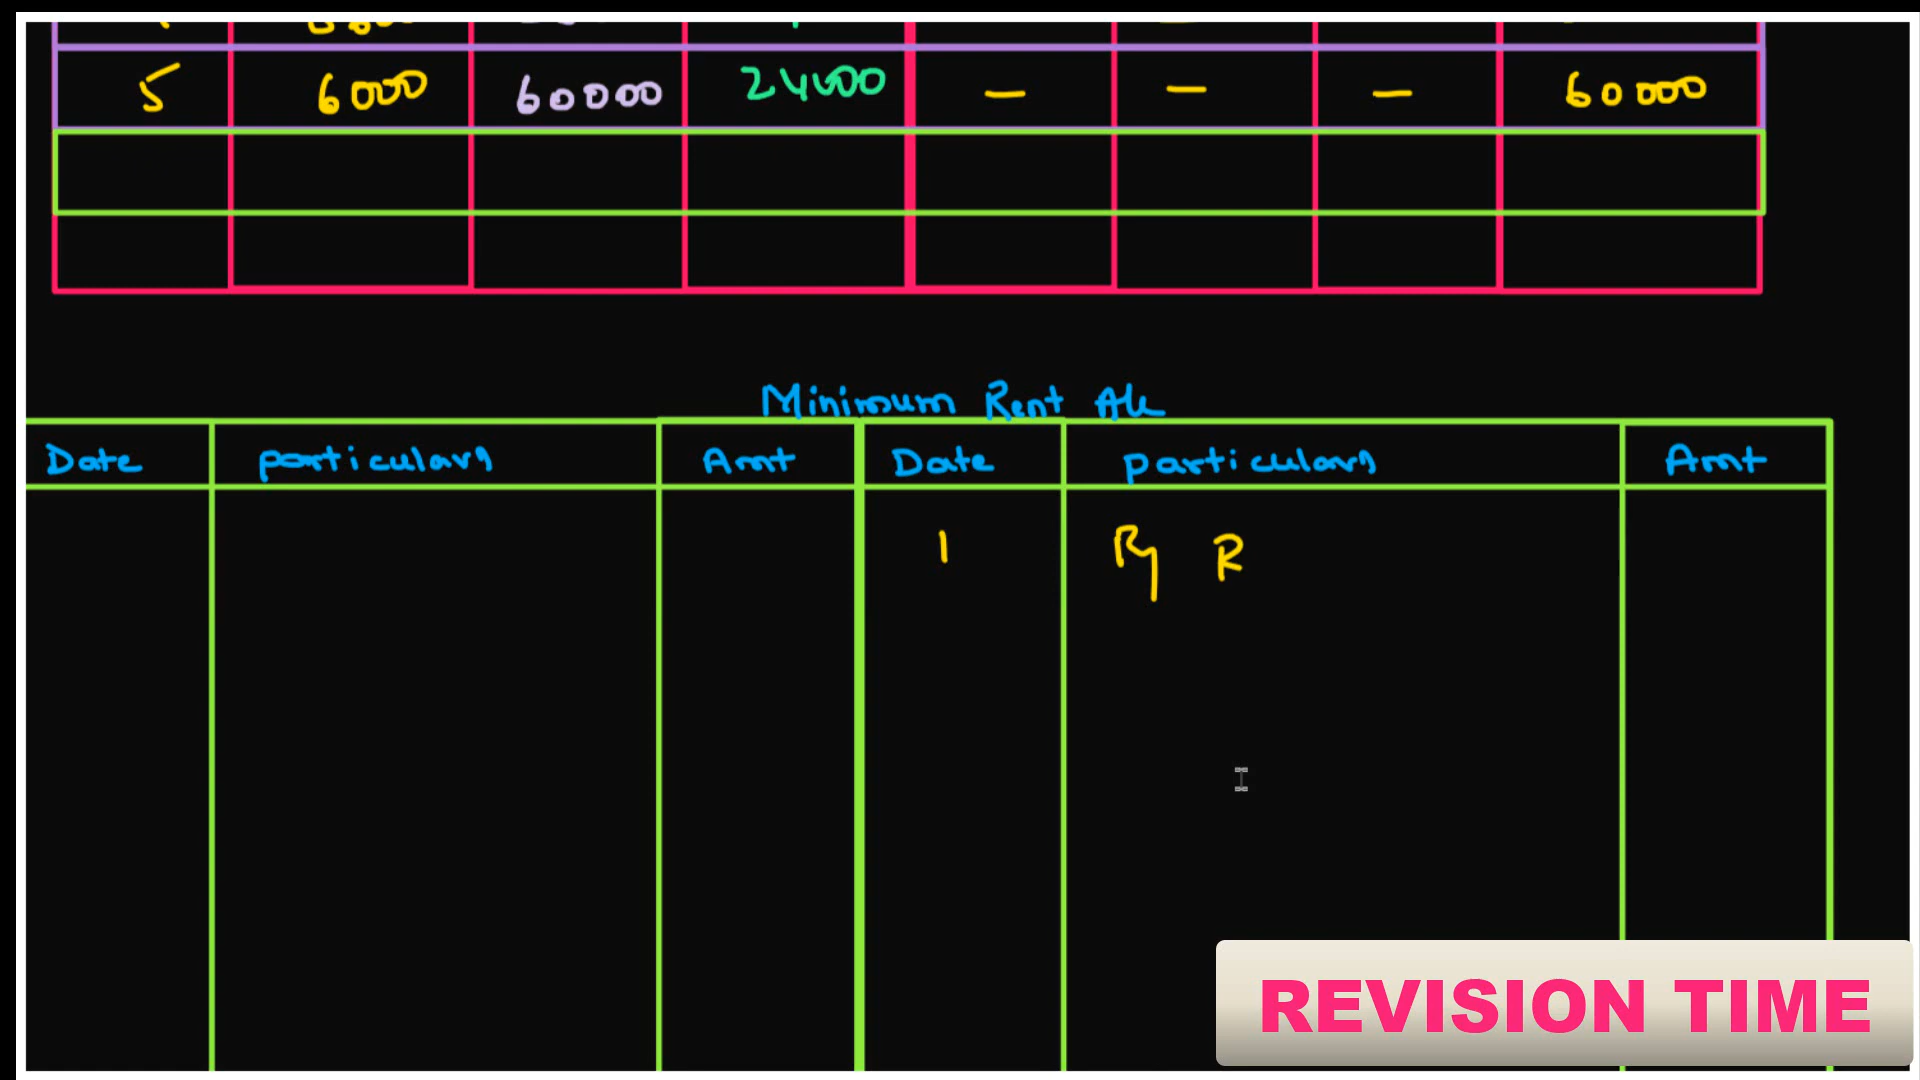 5 6000 60000 24000 — — — 60000
Minimum Rent A/c
Date particulars Amt Date particulars Amt
1 By R
REVISION TIME